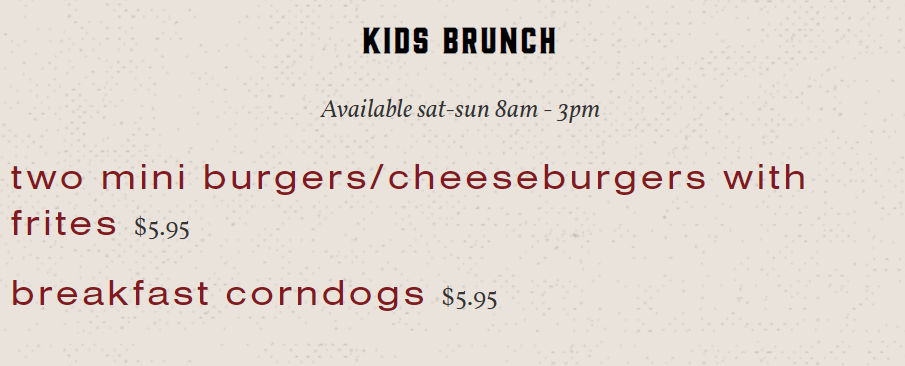 KIDS BRUNCH
Available sat-sun 8am - 3pm
two mini burgers/cheeseburgers with
frites $5.95
breakfast corndogs $5.95